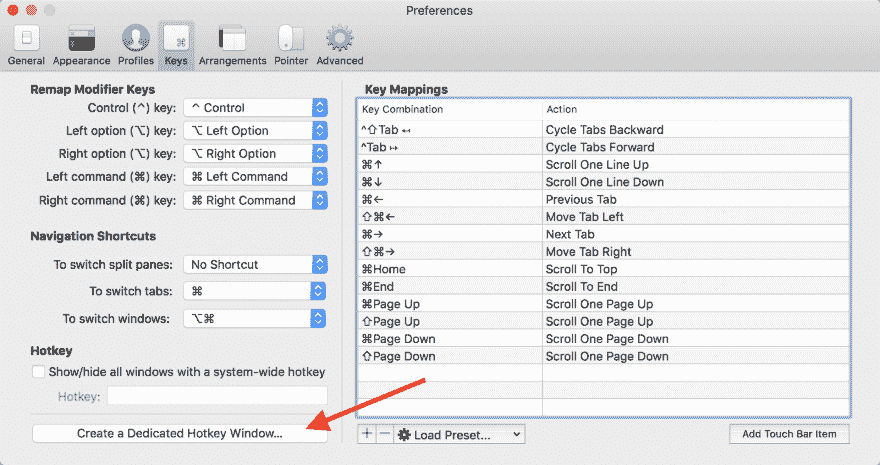 Preferences
General Appearance Profiles Keys Arrangements Pointer Advanced
Remap Modifier Keys
Control (^) key: ^ Control
Left option (⌥) key: ⌥ Left Option
Right option (⌥) key: ⌥ Right Option
Left command (⌘) key: ⌘ Left Command
Right command (⌘) key: ⌘ Right Command
Navigation Shortcuts
To switch split panes: No Shortcut
To switch tabs: ⌘
To switch windows: ⌥⌘
Hotkey
Show/hide all windows with a system-wide hotkey
Hotkey:
Create a Dedicated Hotkey Window...
Key Mappings
Key Combination Action
^⇧Tab ↤ Cycle Tabs Backward
^Tab ↦ Cycle Tabs Forward
⌘↑ Scroll One Line Up
⌘↓ Scroll One Line Down
⌘← Previous Tab
⇧⌘← Move Tab Left
⌘→ Next Tab
⇧⌘→ Move Tab Right
⌘Home Scroll To Top
⌘End Scroll To End
⌘Page Up Scroll One Page Up
⇧Page Up Scroll One Page Up
⌘Page Down Scroll One Page Down
⇧Page Down Scroll One Page Down
+ − Load Preset... Add Touch Bar Item